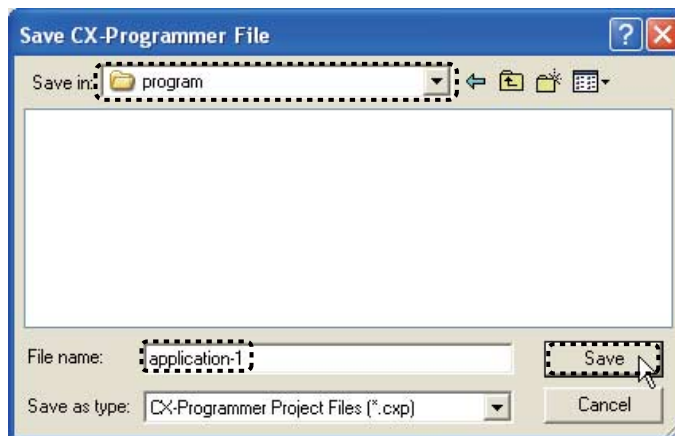 Save CX-Programmer File
Save in: program
File name: application-1 Save
Save as type: CX-Programmer Project Files (*.cxp) Cancel